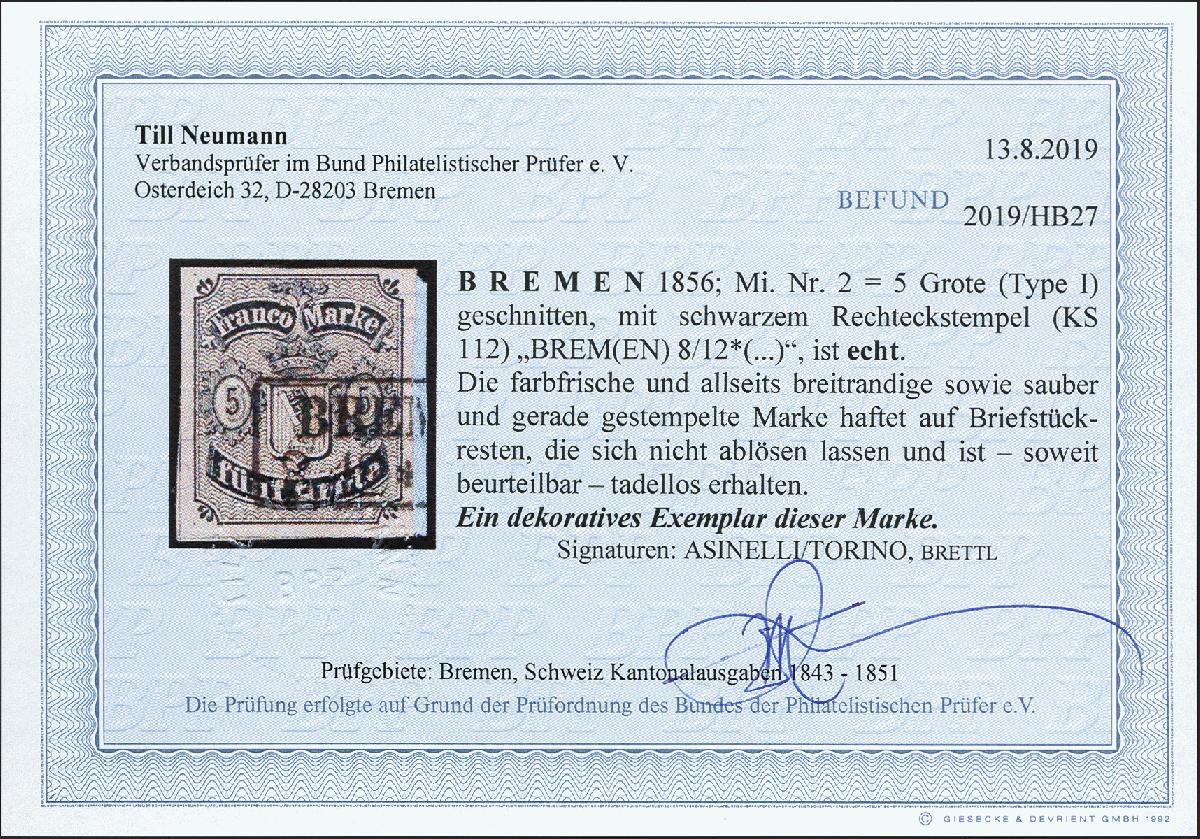 Till Neumann
Verbandsprüfer im Bund Philatelistischer Prüfer e. V.
Osterdeich 32, D-28203 Bremen
13.8.2019
BEFUND
2019/HB27
Franco Marke
5
BREM
BREMEN 1856; Mi. Nr. 2 = 5 Grote (Type I)
geschnitten, mit schwarzem Rechteckstempel (KS
112) „BREM(EN) 8/12*(...)“, ist echt.
Die farbfrische und allseits breitrandige sowie sauber
und gerade gestempelte Marke haftet auf Briefstück-
resten, die sich nicht ablösen lassen und ist – soweit
beurteilbar – tadellos erhalten.
Ein dekoratives Exemplar dieser Marke.
Signaturen: ASINELLI/TORINO, BRETTL
Prüfgebiete: Bremen, Schweiz Kantonalausgaben 1843 - 1851
Die Prüfung erfolgte auf Grund der Prüfordnung des Bundes der Philatelistischen Prüfer e.V.
© GIESECKE & DEVRIENT GMBH 1992